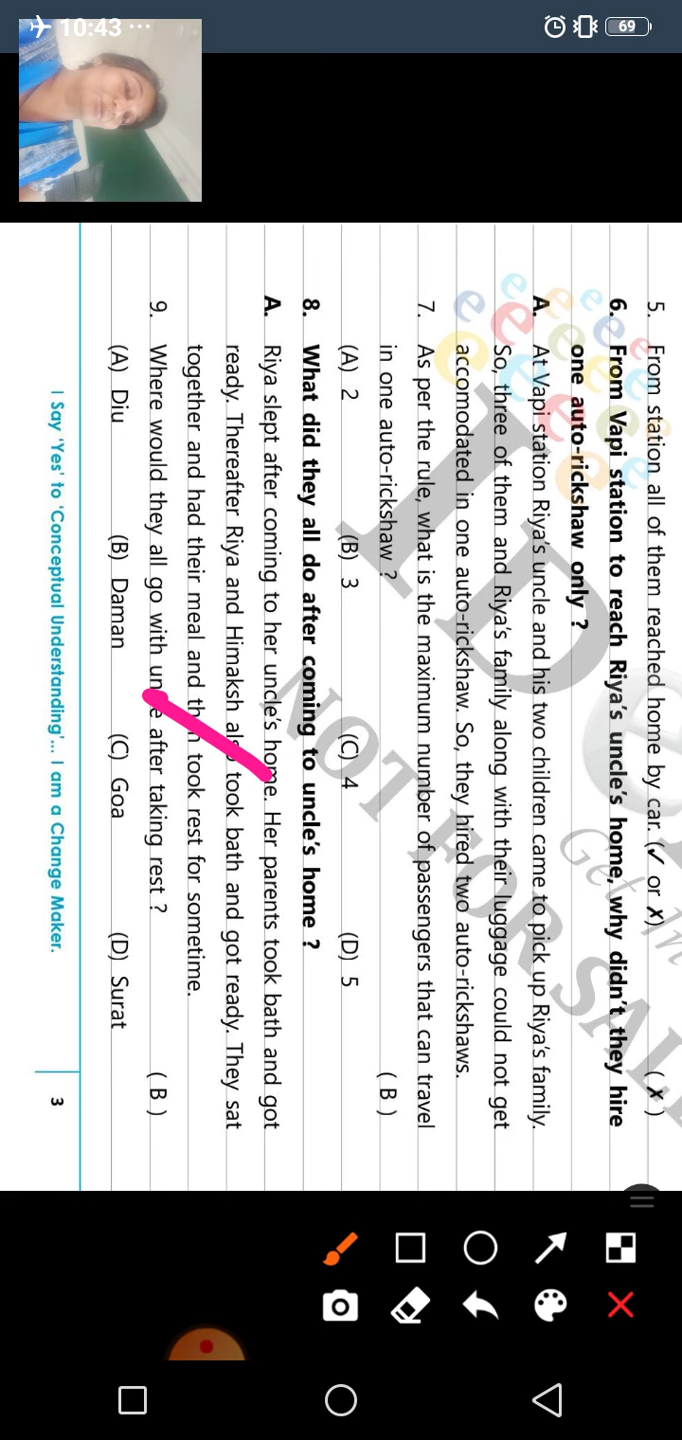 10:43 ...
69
5. From station all of them reached home by car. (✓ or ✗) ( ✗ )
6. From Vapi station to reach Riya's uncle's home, why didn't they hire
one auto-rickshaw only ?
A. At Vapi station Riya's uncle and his two children came to pick up Riya's family.
So, three of them and Riya's family along with their luggage could not get
accomodated in one auto-rickshaw. So, they hired two auto-rickshaws.
7. As per the rule, what is the maximum number of passengers that can travel
in one auto-rickshaw ? ( B )
(A) 2 (B) 3 (C) 4 (D) 5
8. What did they all do after coming to uncle's home ?
A. Riya slept after coming to her uncle's home. Her parents took bath and got
ready. Thereafter Riya and Himaksh also took bath and got ready. They sat
together and had their meal and then took rest for sometime.
9. Where would they all go with uncle after taking rest ? ( B )
(A) Diu (B) Daman (C) Goa (D) Surat
I Say 'Yes' to 'Conceptual Understanding'... I am a Change Maker.
3
NOT FOR SALE